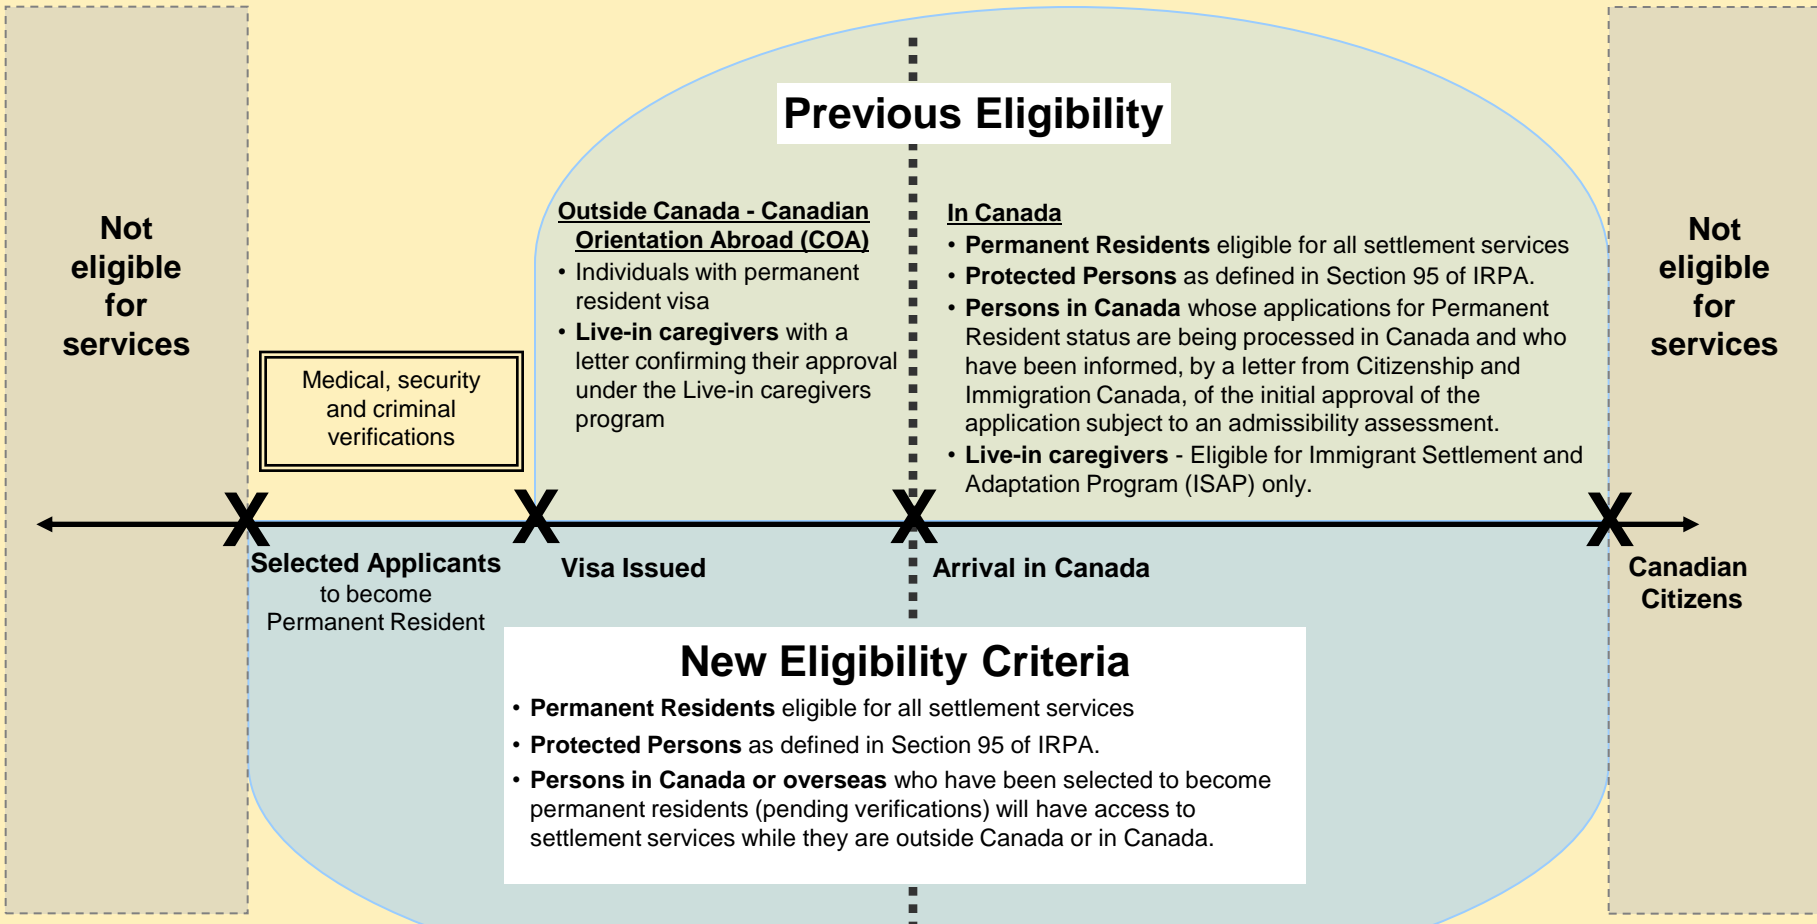 Previous Eligibility
Not
eligible
for
services
Medical, security
and criminal
verifications
Outside Canada - Canadian
Orientation Abroad (COA)
• Individuals with permanent
resident visa
• Live-in caregivers with a
letter confirming their approval
under the Live-in caregivers
program
In Canada
• Permanent Residents eligible for all settlement services
• Protected Persons as defined in Section 95 of IRPA.
• Persons in Canada whose applications for Permanent
Resident status are being processed in Canada and who
have been informed, by a letter from Citizenship and
Immigration Canada, of the initial approval of the
application subject to an admissibility assessment.
• Live-in caregivers - Eligible for Immigrant Settlement and
Adaptation Program (ISAP) only.
Not
eligible
for
services
X X X X
Selected Applicants
to become
Permanent Resident
Visa Issued
Arrival in Canada
Canadian
Citizens
New Eligibility Criteria
• Permanent Residents eligible for all settlement services
• Protected Persons as defined in Section 95 of IRPA.
• Persons in Canada or overseas who have been selected to become
permanent residents (pending verifications) will have access to
settlement services while they are outside Canada or in Canada.